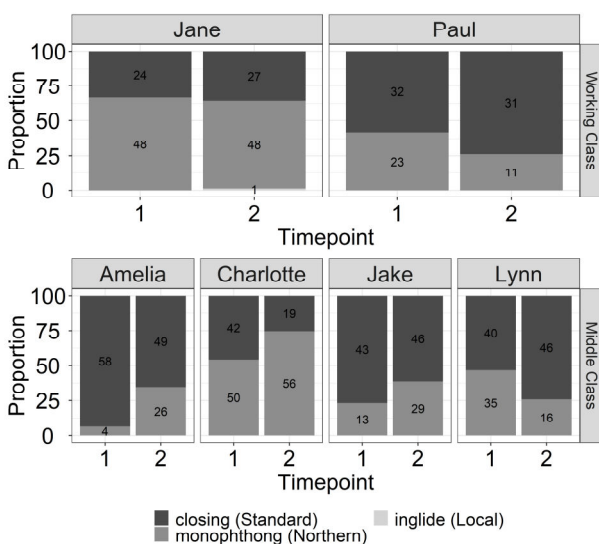 Jane Paul
100
75
50
25
0
Proportion
24 27 32 31
48 48 23 11
1
Working Class
1 2 1 2
Timepoint
Amelia Charlotte Jake Lynn
100
75
50
25
0
Proportion
58 49 42 19 43 46 40 46
4 26 50 56 13 29 35 16
Middle Class
1 2 1 2 1 2 1 2
Timepoint
closing (Standard) inglide (Local)
monophthong (Northern)